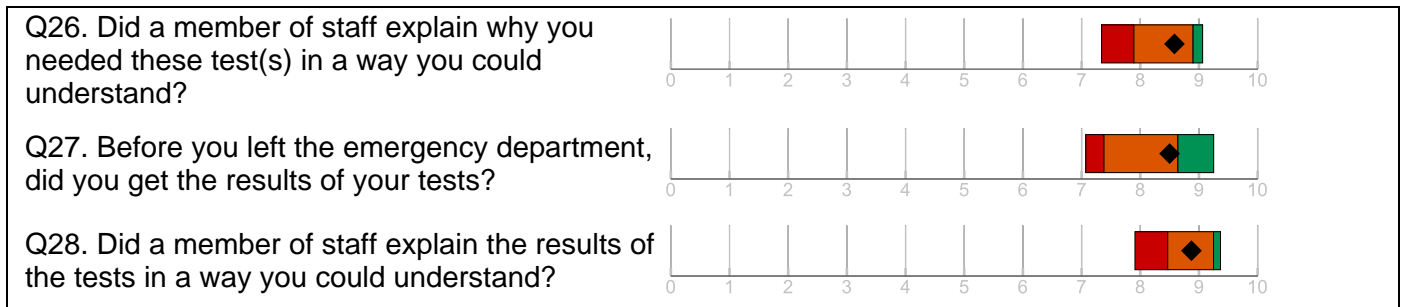 Q26. Did a member of staff explain why you
needed these test(s) in a way you could
understand?
0 1 2 3 4 5 6 7 8 9 10
Q27. Before you left the emergency department,
did you get the results of your tests?
0 1 2 3 4 5 6 7 8 9 10
Q28. Did a member of staff explain the results of
the tests in a way you could understand?
0 1 2 3 4 5 6 7 8 9 10